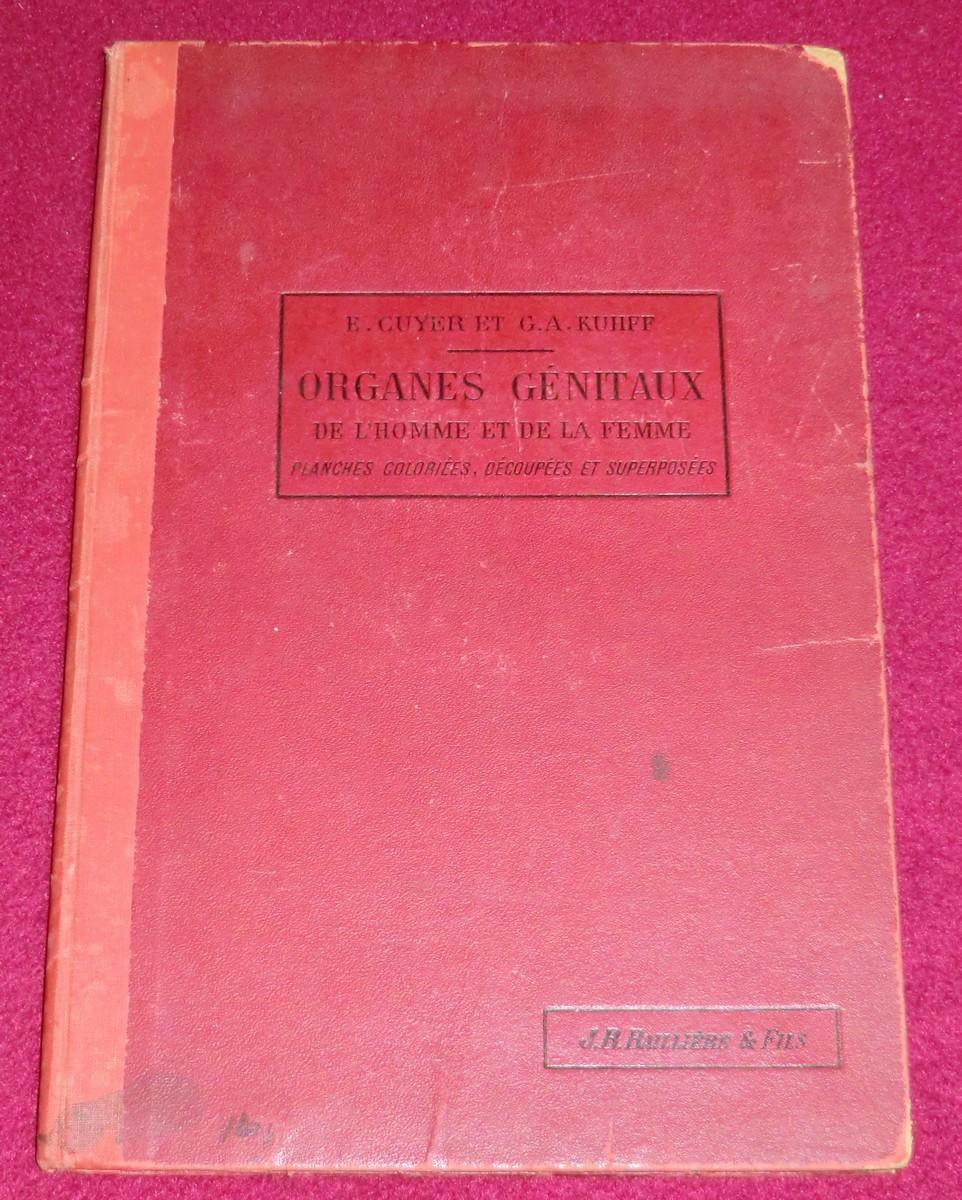 E. CUYER ET G. A. KUHFF
ORGANES GÉNITAUX
DE L'HOMME ET DE LA FEMME
PLANCHES COLORIÉES, DÉCOUPÉES ET SUPERPOSÉES
J. B. BAILLIÈRE & FILS